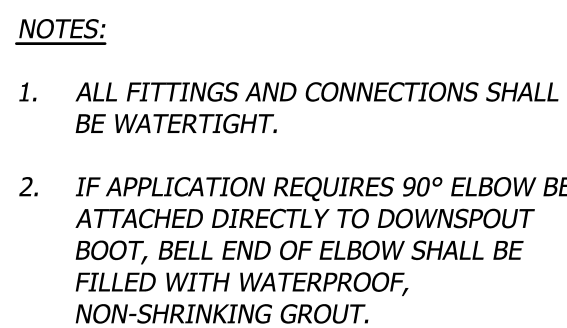 NOTES:
1. ALL FITTINGS AND CONNECTIONS SHALL
BE WATERTIGHT.
2. IF APPLICATION REQUIRES 90° ELBOW BE
ATTACHED DIRECTLY TO DOWNSPOUT
BOOT, BELL END OF ELBOW SHALL BE
FILLED WITH WATERPROOF,
NON-SHRINKING GROUT.